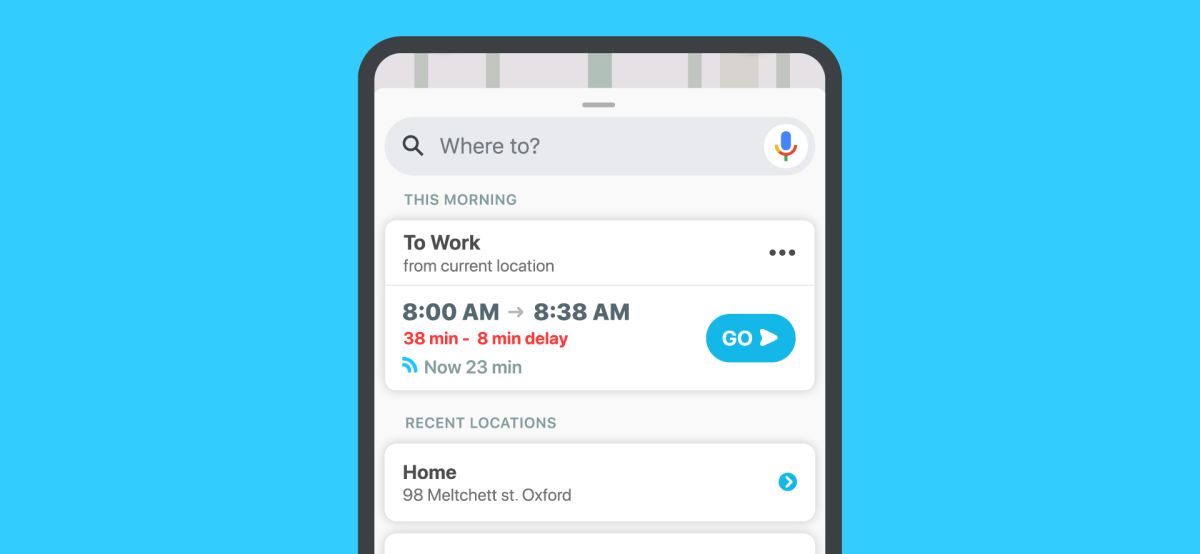 Where to?
THIS MORNING
To Work
from current location
8:00 AM → 8:38 AM
38 min - 8 min delay
GO
Now 23 min
RECENT LOCATIONS
Home
98 Meltchett st. Oxford